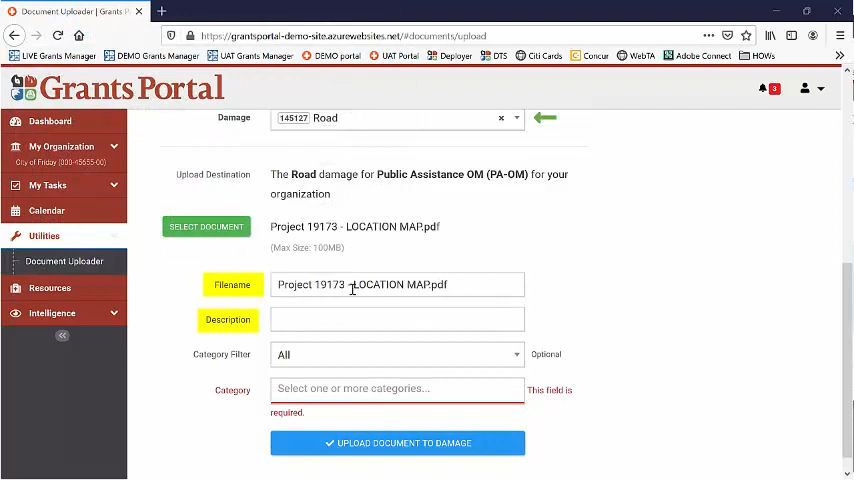 Document Uploader
https://grantsportal-demo-site.azurewebsites.net/#documents/upload
LIVE Grants Manager DEMO Grants Manager UAT Grants Manager DEMO portal UAT Portal Deployer DTS Citi Cards Concur WebTA Adobe Connect HOWs
Grants Portal
3
Dashboard
My Organization
City of Friday (000-45655-00)
My Tasks
Calendar
Utilities
Document Uploader
Resources
Intelligence
Damage 145127 Road
Upload Destination The Road damage for Public Assistance OM (PA-OM) for your
organization
SELECT DOCUMENT Project 19173 - LOCATION MAP.pdf
(Max Size: 100MB)
Filename Project 19173 - LOCATION MAP.pdf
Description
Category Filter All Optional
Category Select one or more categories... This field is
required.
UPLOAD DOCUMENT TO DAMAGE